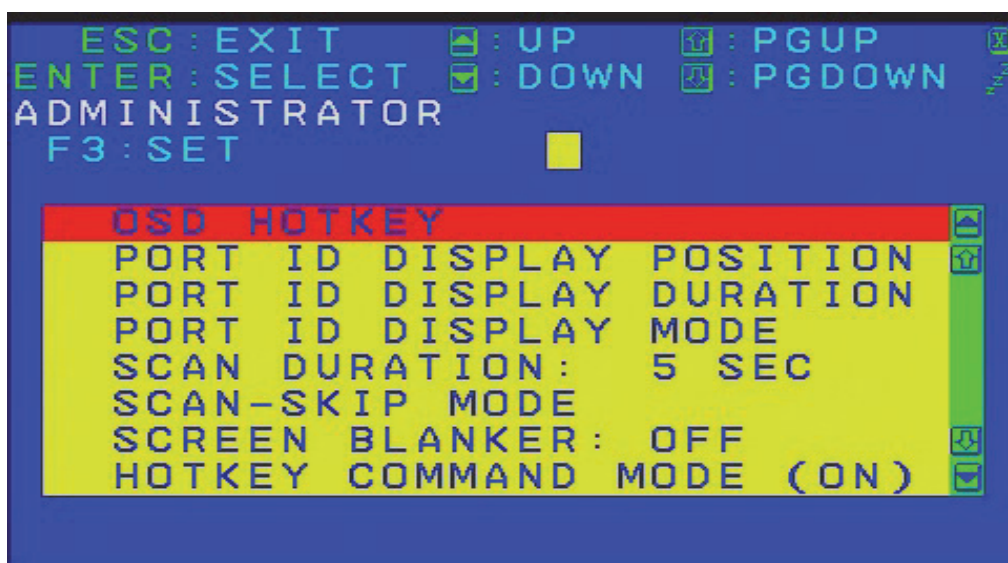 ESC:EXIT :UP :PGUP
ENTER:SELECT :DOWN :PGDOWN
ADMINISTRATOR
F3:SET
OSD HOTKEY
PORT ID DISPLAY POSITION
PORT ID DISPLAY DURATION
PORT ID DISPLAY MODE
SCAN DURATION: 5 SEC
SCAN-SKIP MODE
SCREEN BLANKER: OFF
HOTKEY COMMAND MODE (ON)